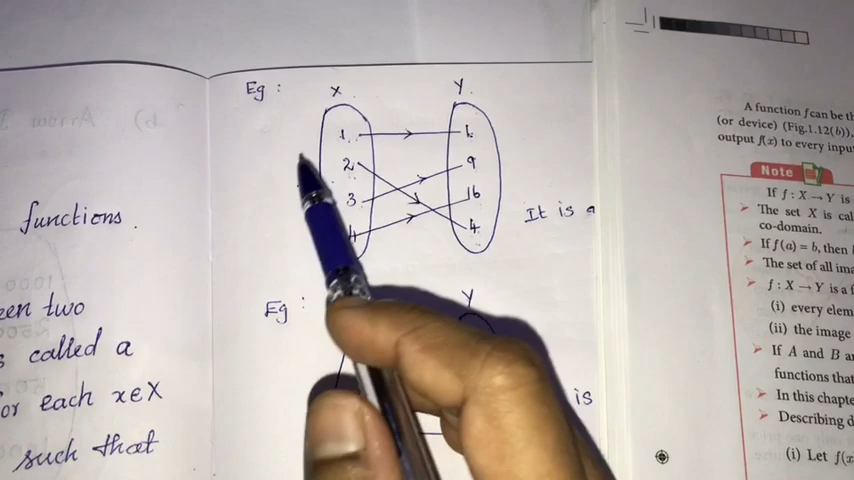 functions.
een two
s called a
or each x∈X
such that
Eg :
X
Y
1
2
3
4
9
16
4
It is a
Eg :
Y
is
A function f can be th
(or device) (Fig.1.12(b)),
output f(x) to every inpu
Note
If f : X → Y is
The set X is cal
co-domain.
If f(a) = b, then
The set of all ima
f : X → Y is a f
(i) every elem
(ii) the image
If A and B a
functions that
In this chapte
Describing d
(i) Let f(x